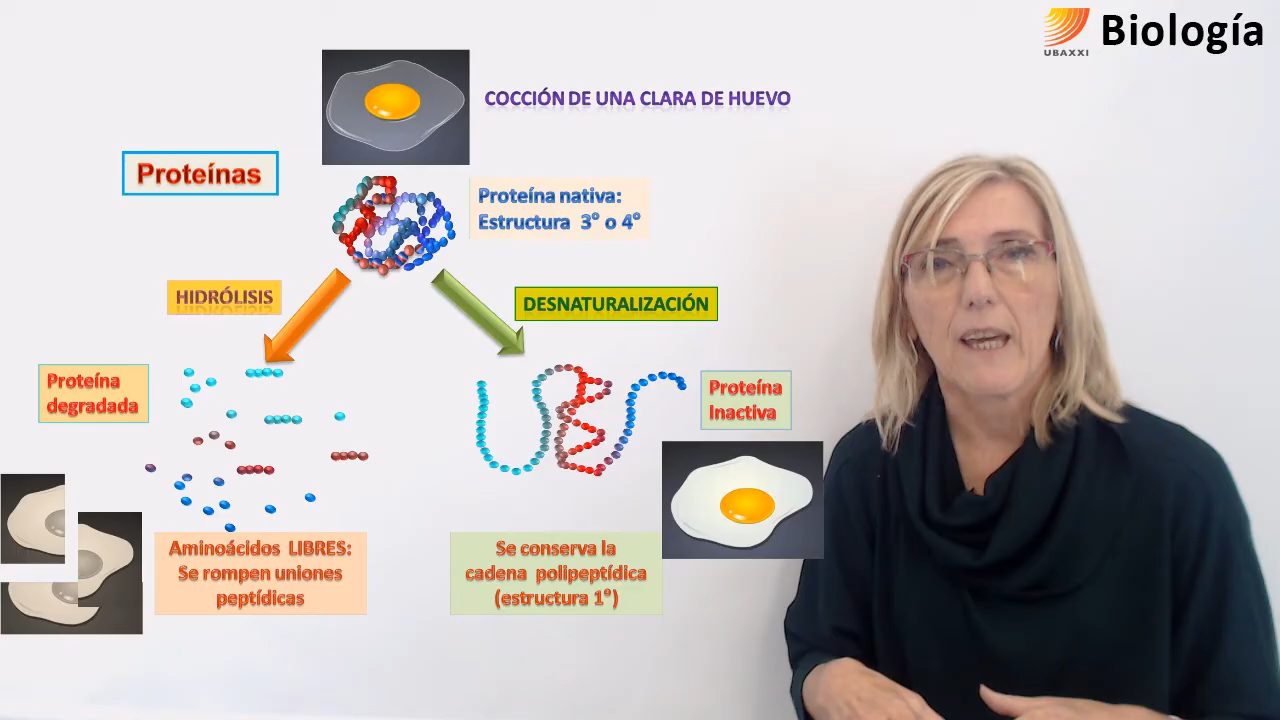 UBAXXI
Biología
COCCIÓN DE UNA CLARA DE HUEVO
Proteínas
Proteína nativa:
Estructura 3° o 4°
HIDRÓLISIS
DESNATURALIZACIÓN
Proteína
degradada
Proteína
Inactiva
Aminoácidos LIBRES:
Se rompen uniones
peptídicas
Se conserva la
cadena polipeptídica
(estructura 1°)